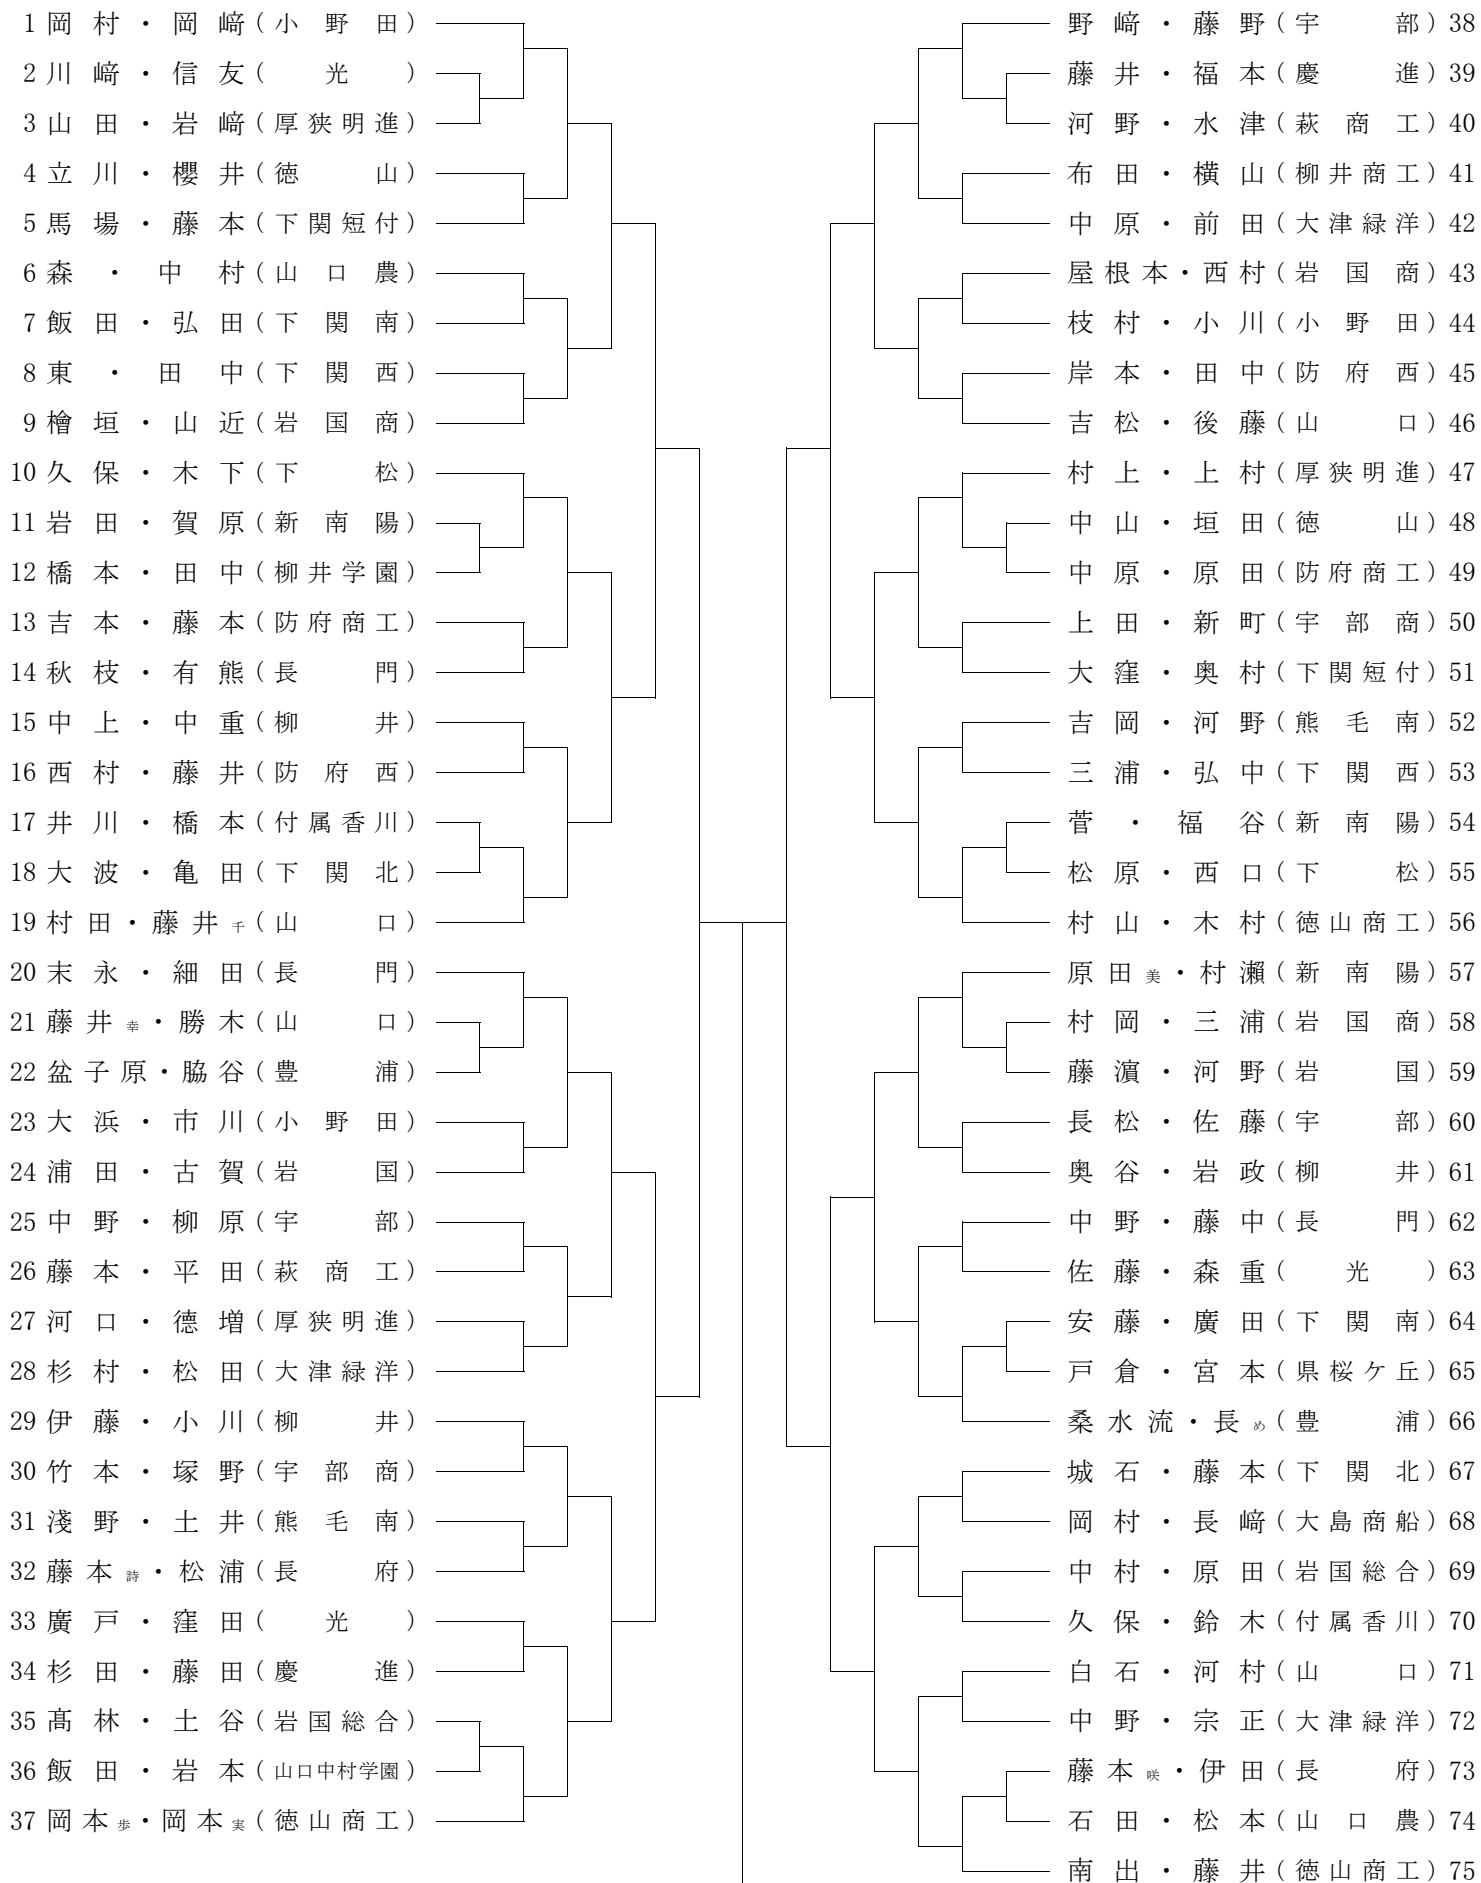 1 岡村・岡﨑(小野田)
2 川﨑・信友(光)
3 山田・岩﨑(厚狭明進)
4 立川・櫻井(徳山)
5 馬場・藤本(下関短付)
6 森・中村(山口農)
7 飯田・弘田(下関南)
8 東・田中(下関西)
9 檜垣・山近(岩国商)
10 久保・木下(下松)
11 岩田・賀原(新南陽)
12 橋本・田中(柳井学園)
13 吉本・藤本(防府商工)
14 秋枝・有熊(長門)
15 中上・中重(柳井)
16 西村・藤井(防府西)
17 井川・橋本(付属香川)
18 大波・亀田(下関北)
19 村田・藤井千(山口)
20 末永・細田(長門)
21 藤井幸・勝木(山口)
22 盆子原・脇谷(豊浦)
23 大浜・市川(小野田)
24 浦田・古賀(岩国)
25 中野・柳原(宇部)
26 藤本・平田(萩商工)
27 河口・德増(厚狭明進)
28 杉村・松田(大津緑洋)
29 伊藤・小川(柳井)
30 竹本・塚野(宇部商)
31 淺野・土井(熊毛南)
32 藤本詩・松浦(長府)
33 廣戸・窪田(光)
34 杉田・藤田(慶進)
35 髙林・土谷(岩国総合)
36 飯田・岩本(山口中村学園)
37 岡本歩・岡本実(徳山商工)
野﨑・藤野(宇部)38
藤井・福本(慶進)39
河野・水津(萩商工)40
布田・横山(柳井商工)41
中原・前田(大津緑洋)42
屋根本・西村(岩国商)43
枝村・小川(小野田)44
岸本・田中(防府西)45
吉松・後藤(山口)46
村上・上村(厚狭明進)47
中山・垣田(徳山)48
中原・原田(防府商工)49
上田・新町(宇部商)50
大窪・奥村(下関短付)51
吉岡・河野(熊毛南)52
三浦・弘中(下関西)53
菅・福谷(新南陽)54
松原・西口(下松)55
村山・木村(徳山商工)56
原田美・村瀬(新南陽)57
村岡・三浦(岩国商)58
藤濵・河野(岩国)59
長松・佐藤(宇部)60
奥谷・岩政(柳井)61
中野・藤中(長門)62
佐藤・森重(光)63
安藤・廣田(下関南)64
戸倉・宮本(県桜ケ丘)65
桑水流・長め(豊浦)66
城石・藤本(下関北)67
岡村・長﨑(大島商船)68
中村・原田(岩国総合)69
久保・鈴木(付属香川)70
白石・河村(山口)71
中野・宗正(大津緑洋)72
藤本咲・伊田(長府)73
石田・松本(山口農)74
南出・藤井(徳山商工)75